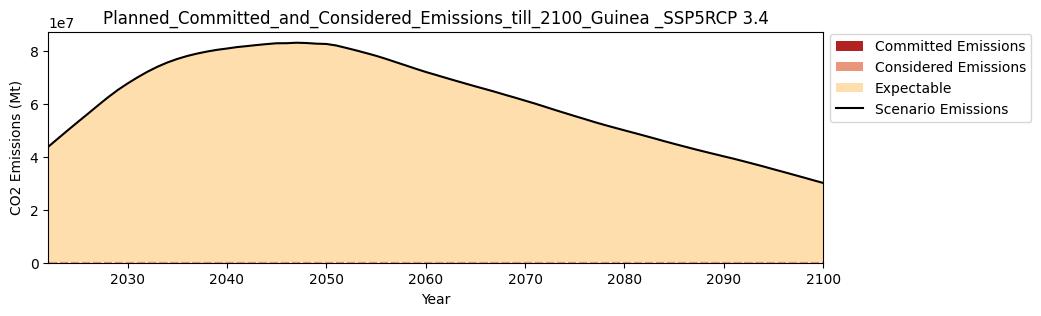 Planned_Committed_and_Considered_Emissions_till_2100_Guinea _SSP5RCP 3.4
1e7
8
6
4
2
0
CO2 Emissions (Mt)
2030 2040 2050 2060 2070 2080 2090 2100
Year
Committed Emissions
Considered Emissions
Expectable
Scenario Emissions